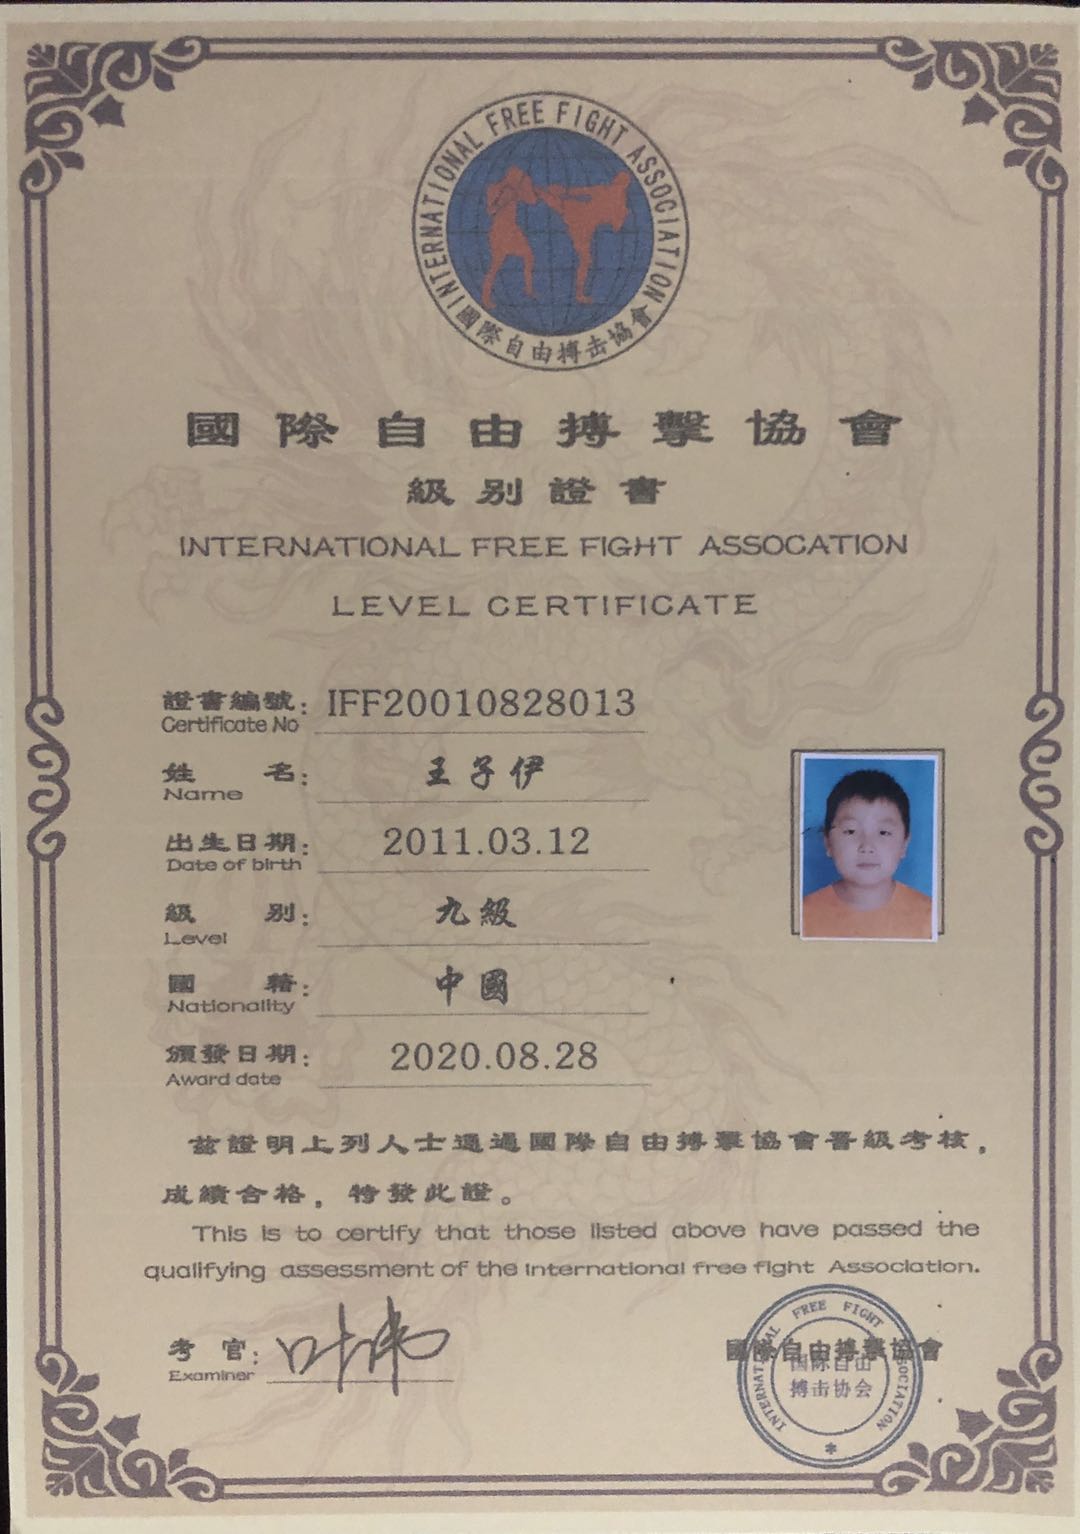 INTERNATIONAL FREE FIGHT ASSOCIATION
國際自由搏击協會
國際自由搏擊協會
級别證書
INTERNATIONAL FREE FIGHT ASSOCATION
LEVEL CERTIFICATE
證書編號: IFF20010828013
Certificate No
姓名: 王子伊
Name
出生日期: 2011.03.12
Date of birth
級别: 九級
Level
國籍: 中國
Nationality
頒發日期: 2020.08.28
Award date
兹證明上列人士通過國際自由搏擊協會晋級考核,
成績合格,特發此證。
This is to certify that those listed above have passed the
qualifying assessment of the International free fight Association.
考官: 叶沸
Examiner
國際自由搏擊協會
INTERNATIONAL FREE FIGHT ASSOCIATION
国际自由
搏击协会